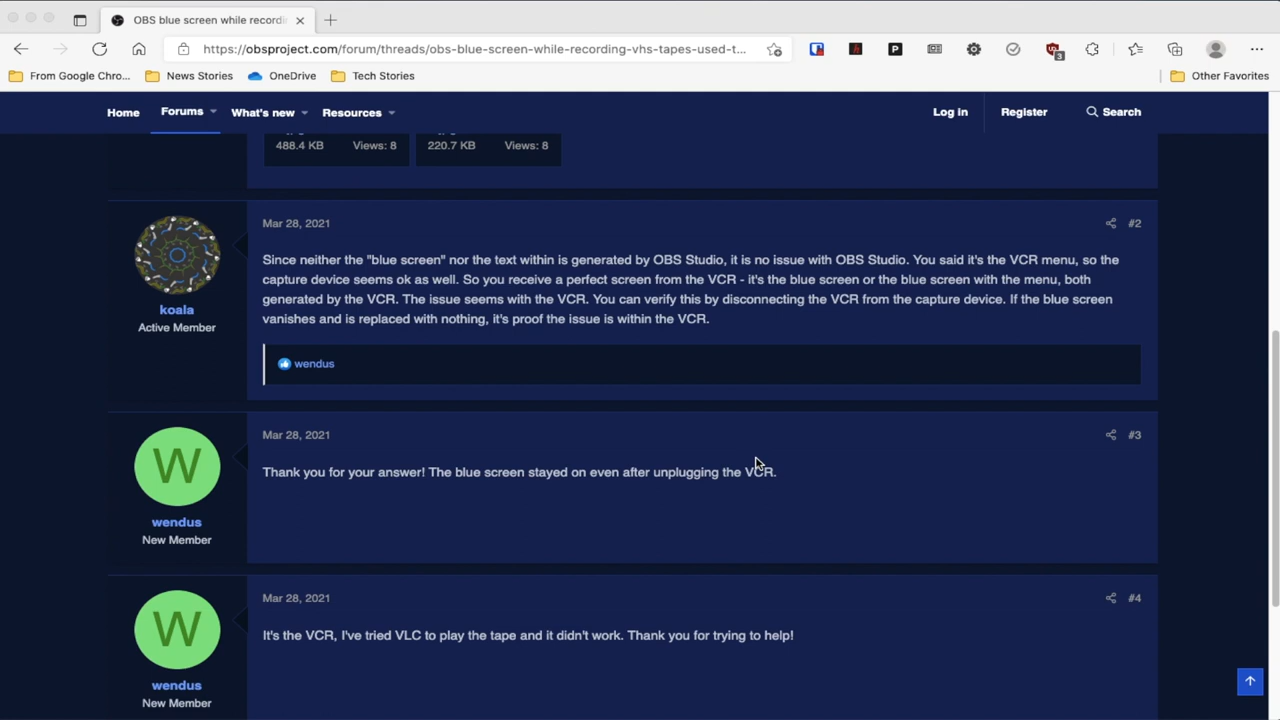 OBS blue screen while recordi
https://obsproject.com/forum/threads/obs-blue-screen-while-recording-vhs-tapes-used-t...
3
From Google Chro...
News Stories
OneDrive
Tech Stories
Other Favorites
Home
Forums
What's new
Resources
Log in
Register
Search
488.4 KB Views: 8
220.7 KB Views: 8
Mar 28, 2021
#2
Since neither the "blue screen" nor the text within is generated by OBS Studio, it is no issue with OBS Studio. You said it's the VCR menu, so the
capture device seems ok as well. So you receive a perfect screen from the VCR - it's the blue screen or the blue screen with the menu, both
generated by the VCR. The issue seems with the VCR. You can verify this by disconnecting the VCR from the capture device. If the blue screen
vanishes and is replaced with nothing, it's proof the issue is within the VCR.
koala
Active Member
wendus
Mar 28, 2021
#3
W
Thank you for your answer! The blue screen stayed on even after unplugging the VCR.
wendus
New Member
Mar 28, 2021
#4
W
It's the VCR, I've tried VLC to play the tape and it didn't work. Thank you for trying to help!
wendus
New Member